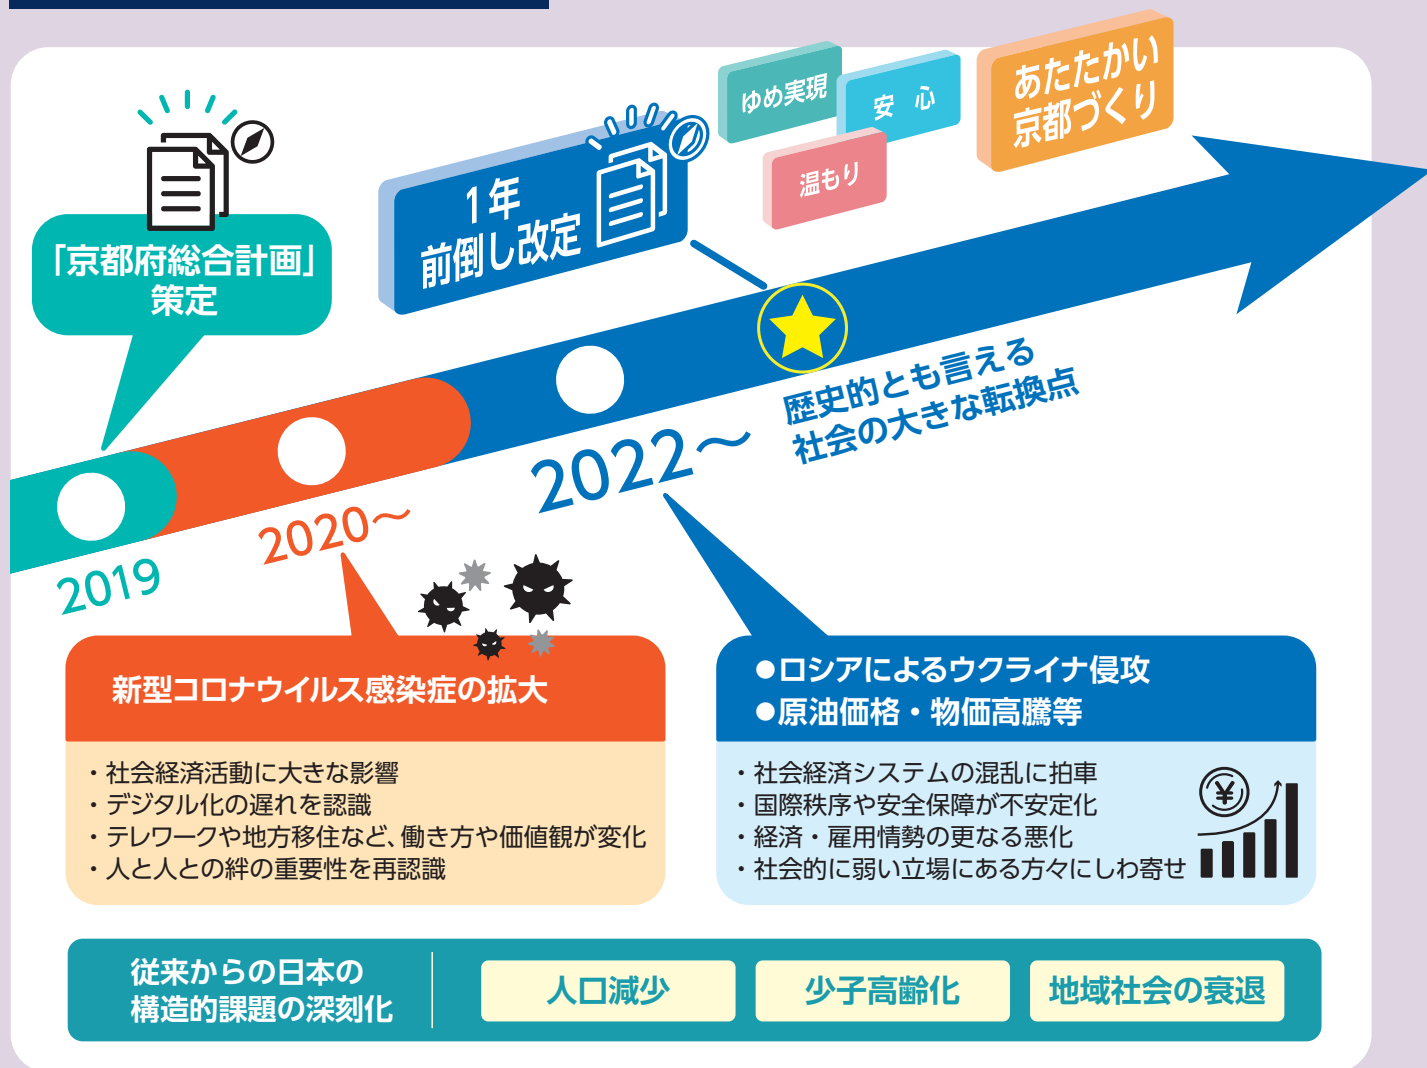 「京都府総合計画」
策定
1年
前倒し改定
ゆめ実現
安 心
温もり
あたたかい
京都づくり
歴史的とも言える
社会の大きな転換点
2019
2020～
2022～
新型コロナウイルス感染症の拡大
・社会経済活動に大きな影響
・デジタル化の遅れを認識
・テレワークや地方移住など、働き方や価値観が変化
・人と人との絆の重要性を再認識
●ロシアによるウクライナ侵攻
●原油価格・物価高騰等
・社会経済システムの混乱に拍車
・国際秩序や安全保障が不安定化
・経済・雇用情勢の更なる悪化
・社会的に弱い立場にある方々にしわ寄せ
¥
従来からの日本の
構造的課題の深刻化
人口減少
少子高齢化
地域社会の衰退